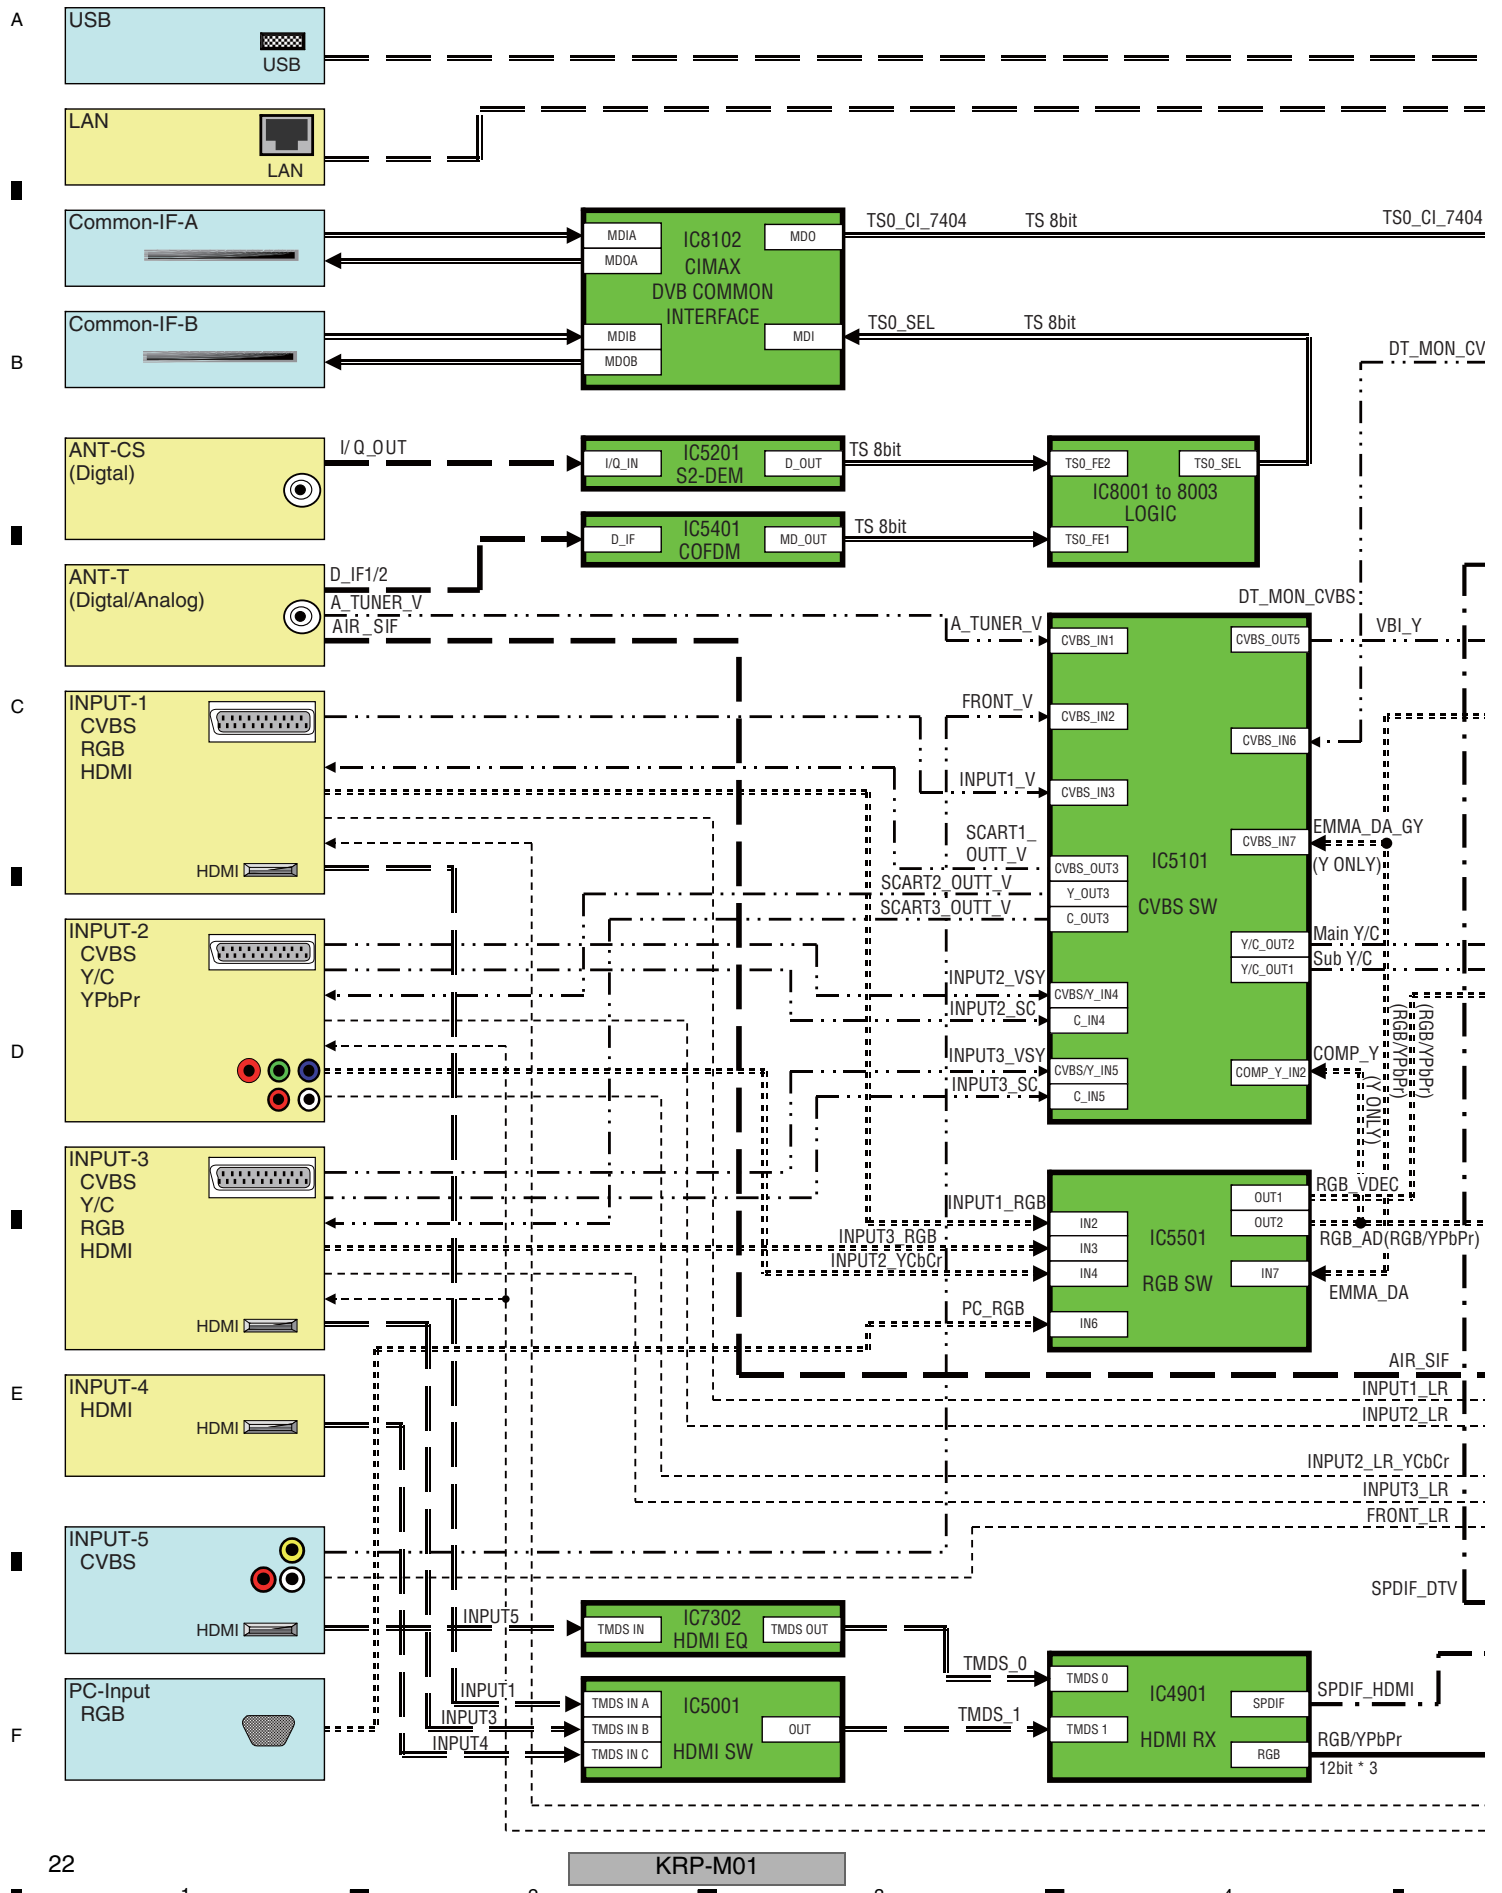 A
USB
USB
LAN
LAN
Common-IF-A
MDIA
MDOA
IC8102
CIMAX
DVB COMMON
INTERFACE
MDO
TS0_CI_7404
TS 8bit
TS0_CI_7404
Common-IF-B
MDIB
MDOB
MDI
TS0_SEL
TS 8bit
B
DT_MON_CV
ANT-CS
(Digtal)
I/Q_OUT
I/Q_IN
IC5201
S2-DEM
D_OUT
TS 8bit
TS0_FE2
TS0_SEL
IC8001 to 8003
LOGIC
TS0_FE1
D_IF
IC5401
COFDM
MD_OUT
TS 8bit
ANT-T
(Digtal/Analog)
D_IF1/2
A_TUNER_V
AIR_SIF
DT_MON_CVBS
A_TUNER_V
CVBS_IN1
CVBS_OUT5
VBI_Y
C
INPUT-1
CVBS
RGB
HDMI
HDMI
FRONT_V
CVBS_IN2
CVBS_IN6
INPUT1_V
CVBS_IN3
SCART1_
OUTT_V
CVBS_IN7
EMMA_DA_GY
(Y ONLY)
IC5101
CVBS SW
CVBS_OUT3
SCART2_OUTT_V
Y_OUT3
SCART3_OUTT_V
C_OUT3
INPUT-2
CVBS
Y/C
YPbPr
Y/C_OUT2
Main Y/C
Y/C_OUT1
Sub Y/C
INPUT2_VSY
CVBS/Y_IN4
INPUT2_SC
C_IN4
(RGB/YPbPr)
(RGB/YPbPr)
D
INPUT3_VSY
CVBS/Y_IN5
INPUT3_SC
C_IN5
COMP_Y_IN2
COMP_Y
(Y ONLY)
INPUT-3
CVBS
Y/C
RGB
HDMI
HDMI
INPUT1_RGB
IN2
INPUT3_RGB
IN3
INPUT2_YCbCr
IN4
PC_RGB
IN6
IC5501
RGB SW
OUT1
OUT2
IN7
RGB_VDEC
RGB_AD(RGB/YPbPr)
EMMA_DA
E
INPUT-4
HDMI
HDMI
AIR_SIF
INPUT1_LR
INPUT2_LR
INPUT2_LR_YCbCr
INPUT3_LR
FRONT_LR
INPUT-5
CVBS
HDMI
SPDIF_DTV
INPUT5
TMDS IN
IC7302
HDMI EQ
TMDS OUT
TMDS_0
TMDS 0
F
PC-Input
RGB
INPUT1
INPUT3
INPUT4
TMDS IN A
TMDS IN B
TMDS IN C
IC5001
HDMI SW
OUT
TMDS_1
TMDS 1
IC4901
HDMI RX
SPDIF
SPDIF_HDMI
RGB
RGB/YPbPr
12bit * 3
22
KRP-M01